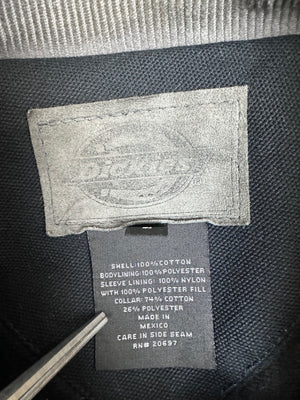 Dickies
SHELL: 100% COTTON
BODYLINING: 100% POLYESTER
SLEEVE LINING: 100% NYLON
WITH 100% POLYESTER FILL
COLLAR: 74% COTTON
26% POLYESTER
MADE IN
MEXICO
CARE IN SIDE SEAM
RN# 20697